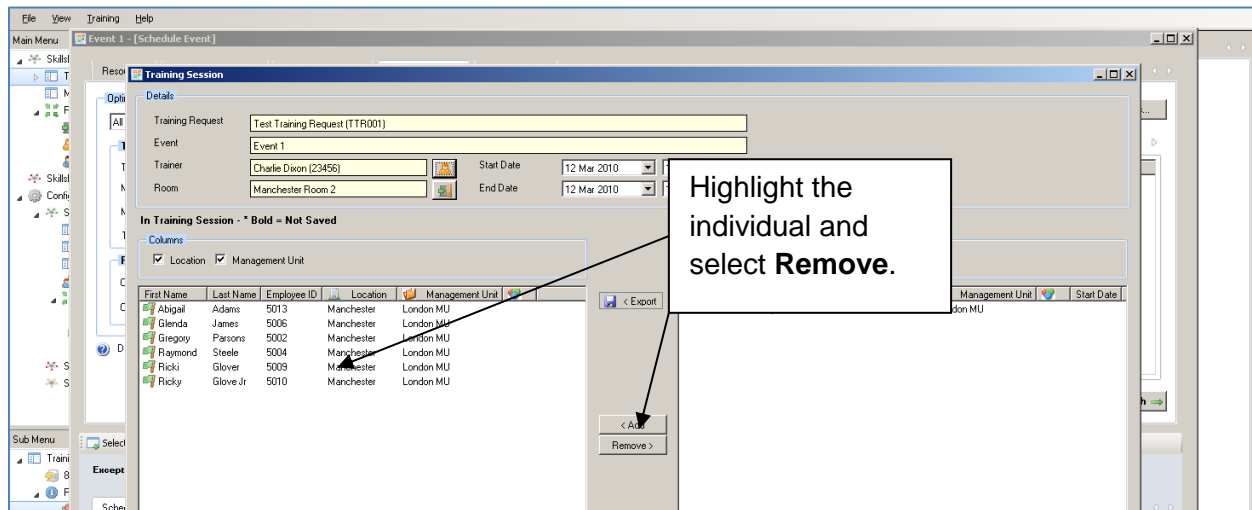 File View Training Help
Main Menu
Event 1 - [Schedule Event]
Training Session
Details
Training Request Test Training Request (TTR001)
Event Event 1
Trainer Charlie Dixon (23456) Start Date 12 Mar 2010
Room Manchester Room 2 End Date 12 Mar 2010
Highlight the
individual and
select Remove.
In Training Session - * Bold = Not Saved
Columns
Location Management Unit
First Name Last Name Employee ID Location Management Unit
Abigail Adams 5013 Manchester London MU
Glenda James 5006 Manchester London MU
Gregory Parsons 5002 Manchester London MU
Raymond Steele 5004 Manchester London MU
Ricki Glover 5009 Manchester London MU
Ricky Glove Jr 5010 Manchester London MU
< Export
Management Unit Start Date
MU
Remove >
Sub Menu
All